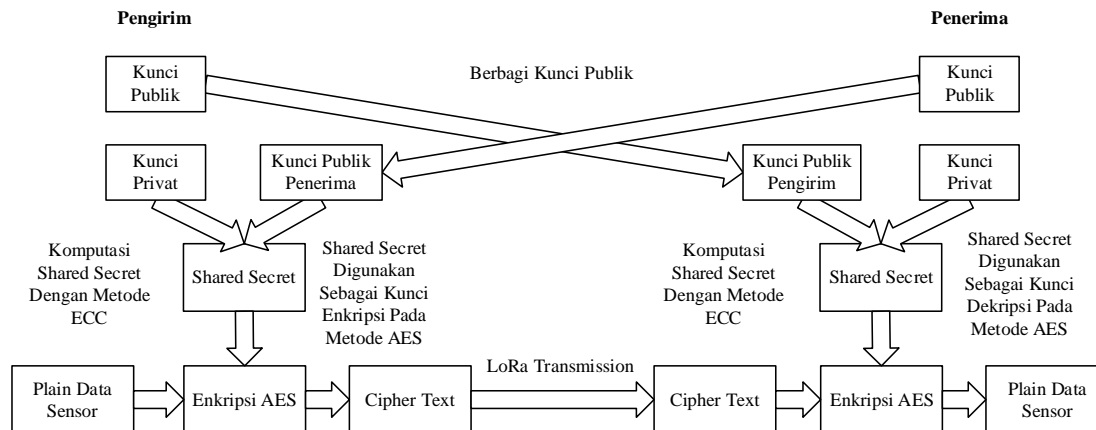 Pengirim
Penerima
Kunci
Publik
Berbagi Kunci Publik
Kunci
Publik
Kunci
Privat
Kunci Publik
Penerima
Kunci Publik
Pengirim
Kunci
Privat
Komputasi
Shared Secret
Dengan Metode
ECC
Shared Secret
Shared Secret
Digunakan
Sebagai Kunci
Enkripsi Pada
Metode AES
Komputasi
Shared Secret
Dengan Metode
ECC
Shared Secret
Shared Secret
Digunakan
Sebagai Kunci
Dekripsi Pada
Metode AES
Plain Data
Sensor
Enkripsi AES
Cipher Text
LoRa Transmission
Cipher Text
Enkripsi AES
Plain Data
Sensor